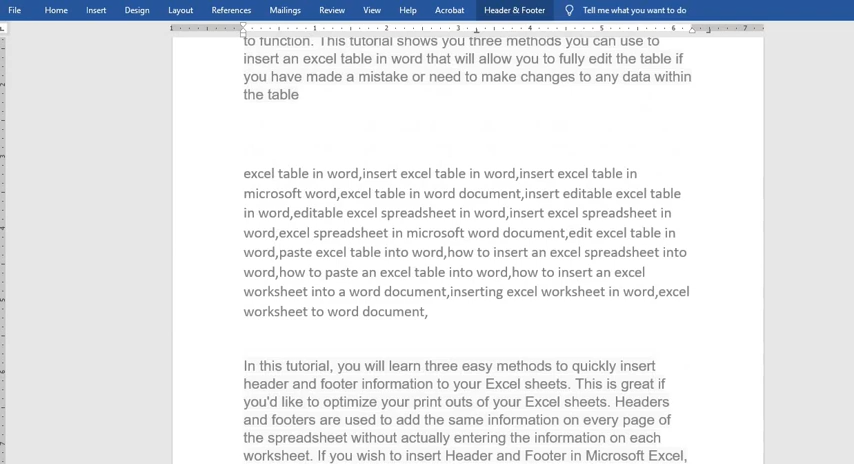 File Home Insert Design Layout References Mailings Review View Help Acrobat Header & Footer Tell me what you want to do
1 1 2 3 4 5 6 7
to function. This tutorial shows you three methods you can use to
insert an excel table in word that will allow you to fully edit the table if
you have made a mistake or need to make changes to any data within
the table
excel table in word,insert excel table in word,insert excel table in
microsoft word,excel table in word document,insert editable excel table
in word,editable excel spreadsheet in word,insert excel spreadsheet in
word,excel spreadsheet in microsoft word document,edit excel table in
word,paste excel table into word,how to insert an excel spreadsheet into
word,how to paste an excel table into word,how to insert an excel
worksheet into a word document,inserting excel worksheet in word,excel
worksheet to word document,
In this tutorial, you will learn three easy methods to quickly insert
header and footer information to your Excel sheets. This is great if
you'd like to optimize your print outs of your Excel sheets. Headers
and footers are used to add the same information on every page of
the spreadsheet without actually entering the information on each
worksheet. If you wish to insert Header and Footer in Microsoft Excel,